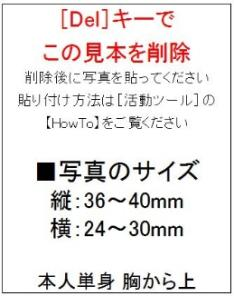 [Del]キーで
この見本を削除
削除後に写真を貼ってください
貼り付け方法は[活動ツール]の
【HowTo】をご覧ください
■写真のサイズ
縦:36～40mm
横:24～30mm
本人単身 胸から上